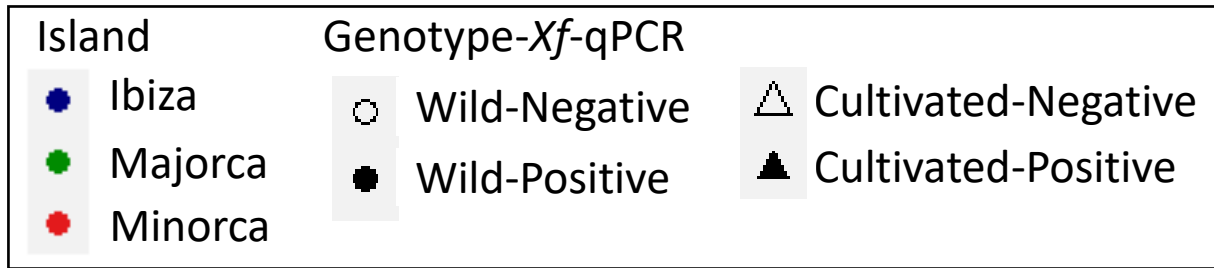 Island
Ibiza
Majorca
Minorca
Genotype-Xf-qPCR
Wild-Negative
Wild-Positive
Cultivated-Negative
Cultivated-Positive